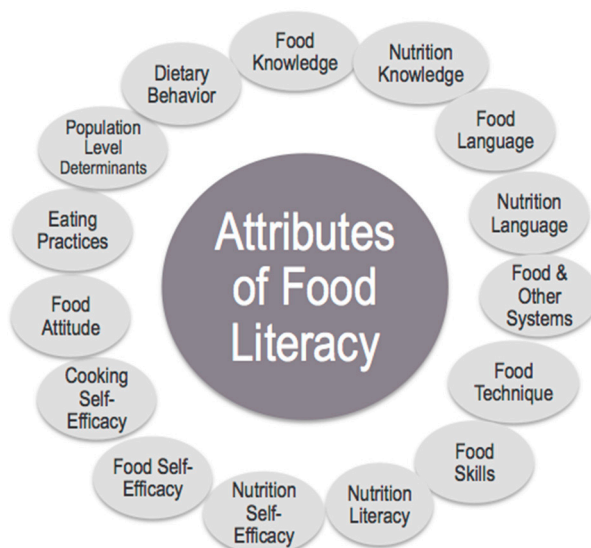 Food
Knowledge
Nutrition
Knowledge
Food
Language
Nutrition
Language
Food &
Other
Systems
Food
Technique
Food
Skills
Nutrition
Literacy
Nutrition
Self-
Efficacy
Food Self-
Efficacy
Cooking
Self-
Efficacy
Food
Attitude
Eating
Practices
Population
Level
Determinants
Dietary
Behavior
Attributes
of Food
Literacy